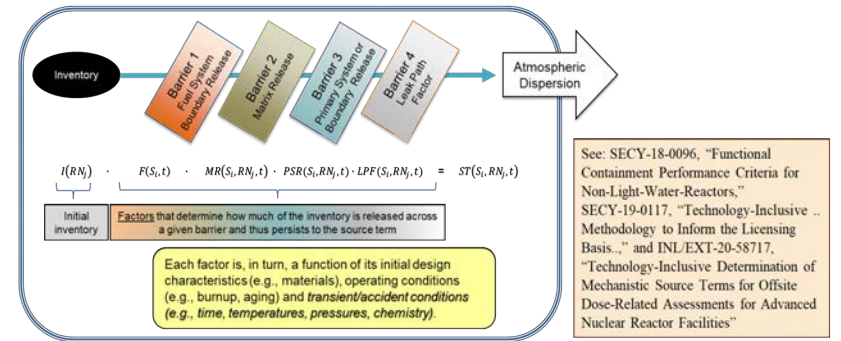 Inventory
Barrier 1
Fuel System
Boundary Release
Barrier 2
Matrix Release
Barrier 3
Primary System or
Boundary Release
Barrier 4
Leak Path
Factor
Atmospheric
Dispersion
I(RNⱼ) · F(Sᵢ,t) · MR(Sᵢ,RNⱼ,t) · PSR(Sᵢ,RNⱼ,t) · LPF(Sᵢ,RNⱼ,t) = ST(Sᵢ,RNⱼ,t)
Initial
inventory
Factors that determine how much of the inventory is released across
a given barrier and thus persists to the source term
Each factor is, in turn, a function of its initial design
characteristics (e.g., materials), operating conditions
(e.g., burnup, aging) and transient/accident conditions
(e.g., time, temperatures, pressures, chemistry).
See: SECY-18-0096, “Functional
Containment Performance Criteria for
Non-Light-Water-Reactors,”
SECY-19-0117, “Technology-Inclusive ..
Methodology to Inform the Licensing
Basis..,” and INL/EXT-20-58717,
“Technology-Inclusive Determination of
Mechanistic Source Terms for Offsite
Dose-Related Assessments for Advanced
Nuclear Reactor Facilities”